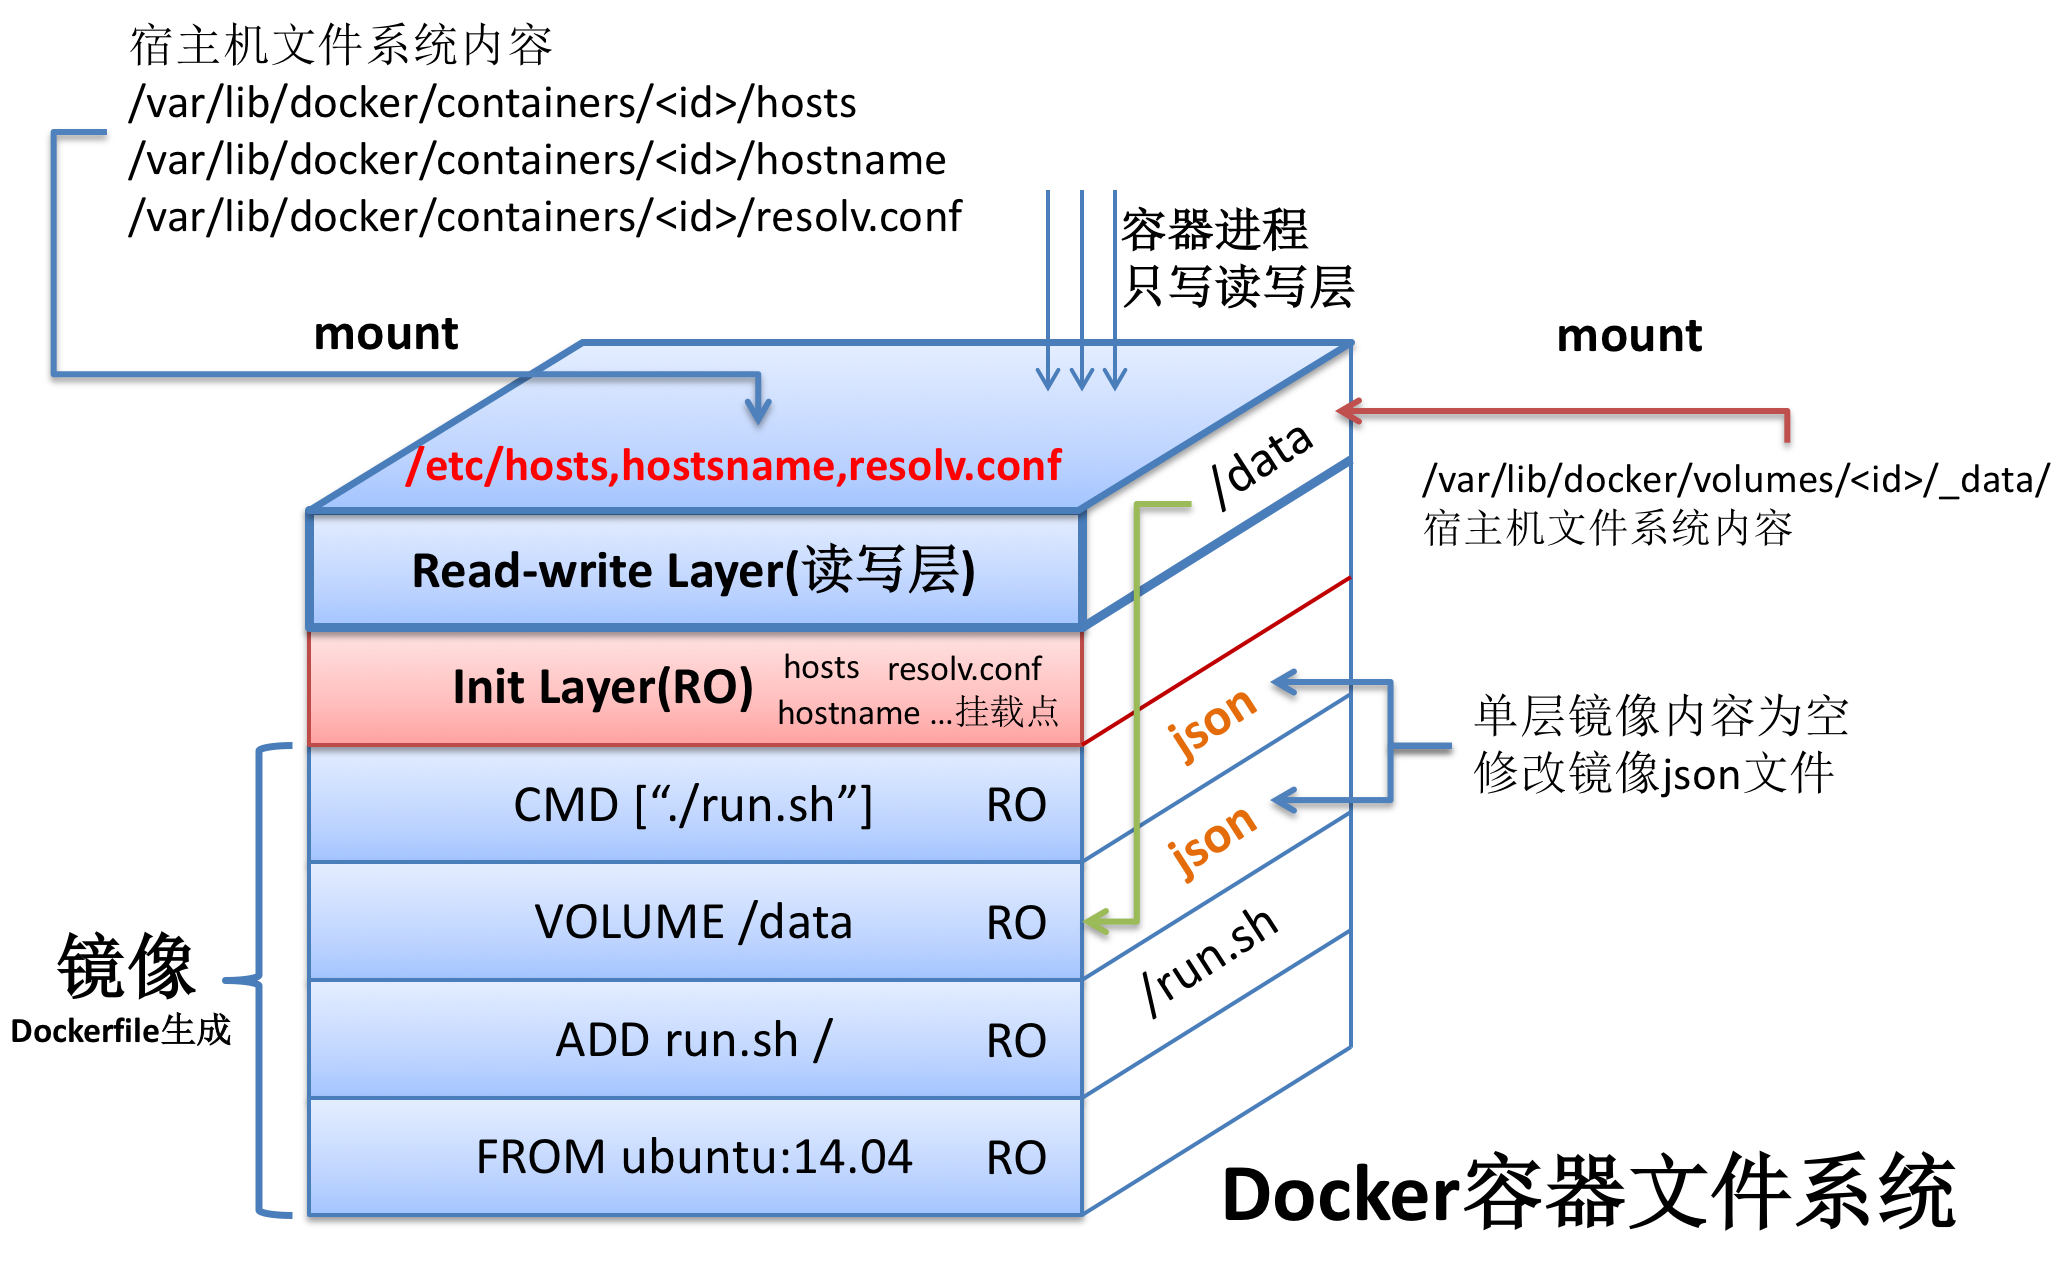 宿主机文件系统内容
/var/lib/docker/containers/<id>/hosts
/var/lib/docker/containers/<id>/hostname
/var/lib/docker/containers/<id>/resolv.conf
容器进程
只写读写层
mount
mount
/etc/hosts,hostsname,resolv.conf
/data
/var/lib/docker/volumes/<id>/_data/
宿主机文件系统内容
Read-write Layer(读写层)
Init Layer(RO)
hosts resolv.conf
hostname ...挂载点
json
单层镜像内容为空
修改镜像json文件
CMD [“./run.sh”] RO
json
VOLUME /data RO
/run.sh
镜像
Dockerfile生成
ADD run.sh / RO
FROM ubuntu:14.04 RO
Docker容器文件系统